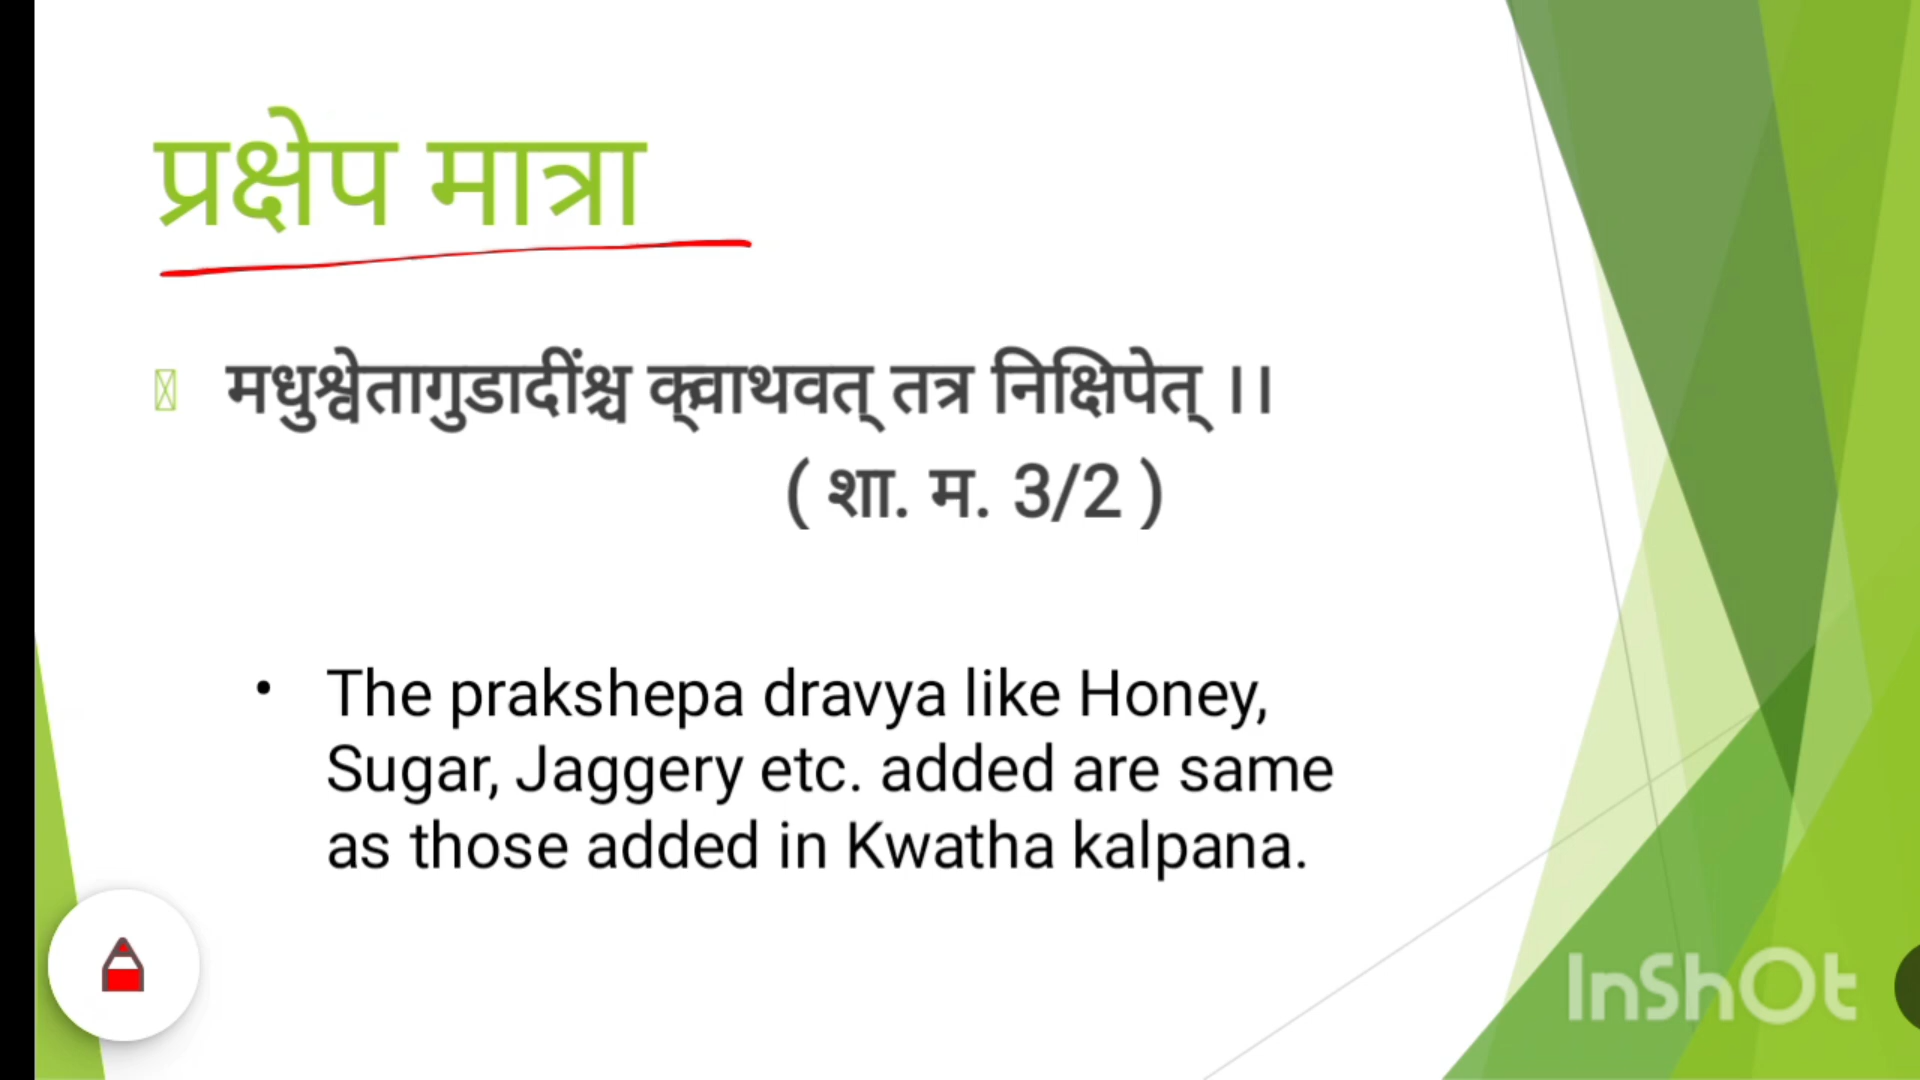 प्रक्षेप मात्रा
मधुश्वेतागुडादींश्च क्वाथवत् तत्र निक्षिपेत् ।।
( शा. म. 3/2 )
• The prakshepa dravya like Honey,
Sugar, Jaggery etc. added are same
as those added in Kwatha kalpana.
InShOt